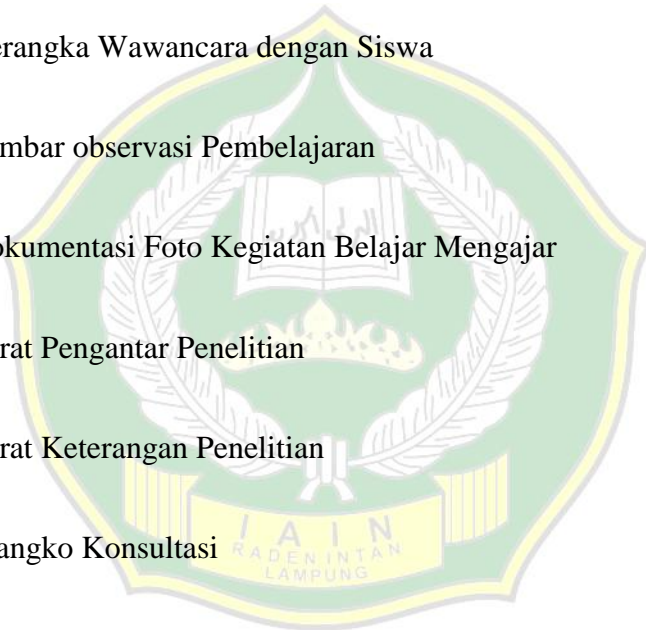 erangka Wawancara dengan Siswa
mbar observasi Pembelajaran
okumentasi Foto Kegiatan Belajar Mengajar
rat Pengantar Penelitian
rat Keterangan Penelitian
angko Konsultasi
I A I N
RADEN INTAN
LAMPUNG